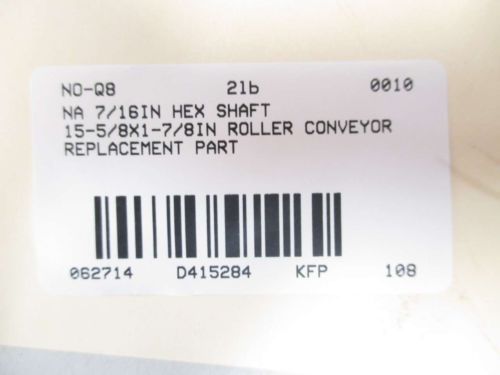 NO-Q8 2lb 0010
NA 7/16IN HEX SHAFT
15-5/8X1-7/8IN ROLLER CONVEYOR
REPLACEMENT PART
062714 D415284 KFP 108